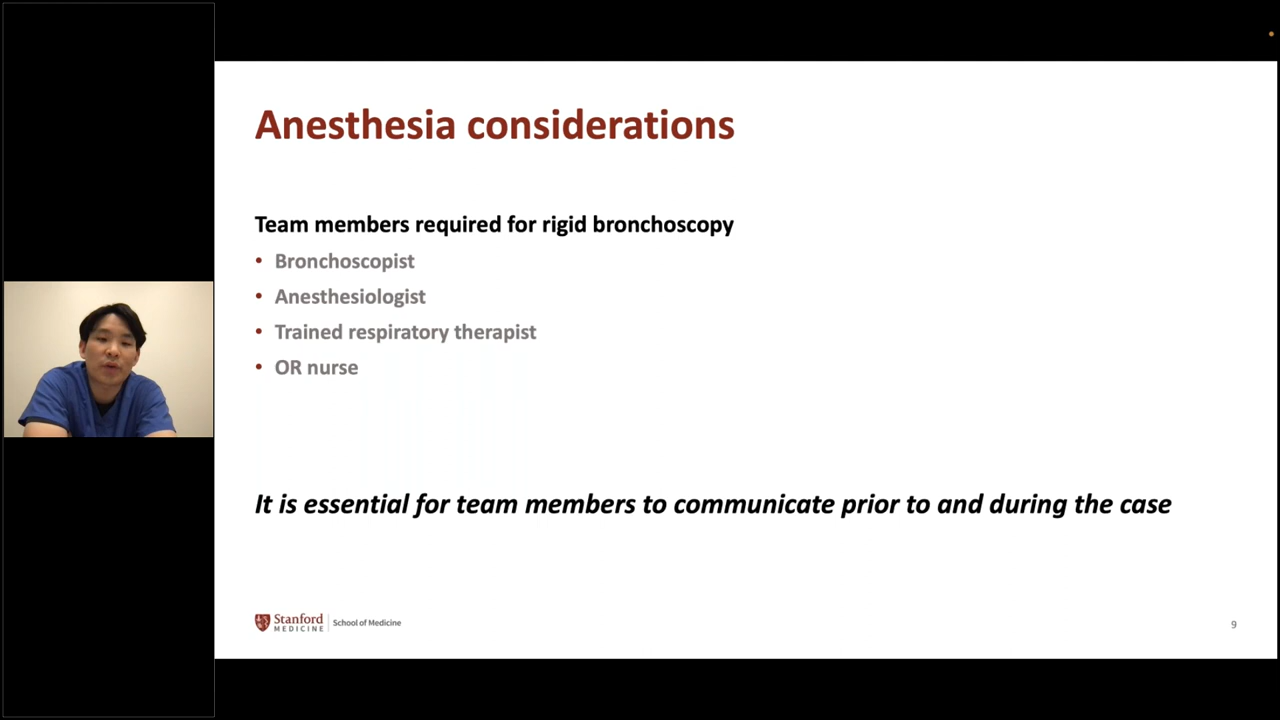 Anesthesia considerations
Team members required for rigid bronchoscopy
• Bronchoscopist
• Anesthesiologist
• Trained respiratory therapist
• OR nurse
It is essential for team members to communicate prior to and during the case
Stanford
MEDICINE
School of Medicine
9